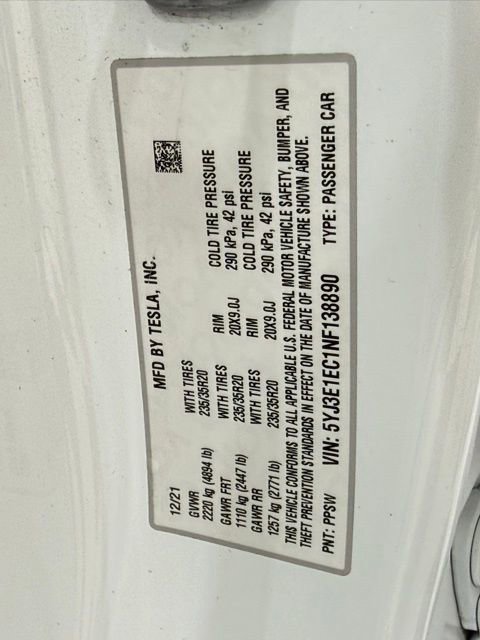 MFD BY TESLA, INC.
12/21
GVWR WITH TIRES RIM COLD TIRE PRESSURE
2220 kg (4894 lb) 235/35R20 20X9.0J 290 kPa, 42 psi
GAWR FRT WITH TIRES RIM COLD TIRE PRESSURE
1110 kg (2447 lb) 235/35R20 20X9.0J 290 kPa, 42 psi
GAWR RR
1257 kg (2771 lb) 235/35R20
THIS VEHICLE CONFORMS TO ALL APPLICABLE U.S. FEDERAL MOTOR VEHICLE SAFETY, BUMPER, AND
THEFT PREVENTION STANDARDS IN EFFECT ON THE DATE OF MANUFACTURE SHOWN ABOVE.
VIN: 5YJ3E1EC1NF138890
PNT: PPSW TYPE: PASSENGER CAR